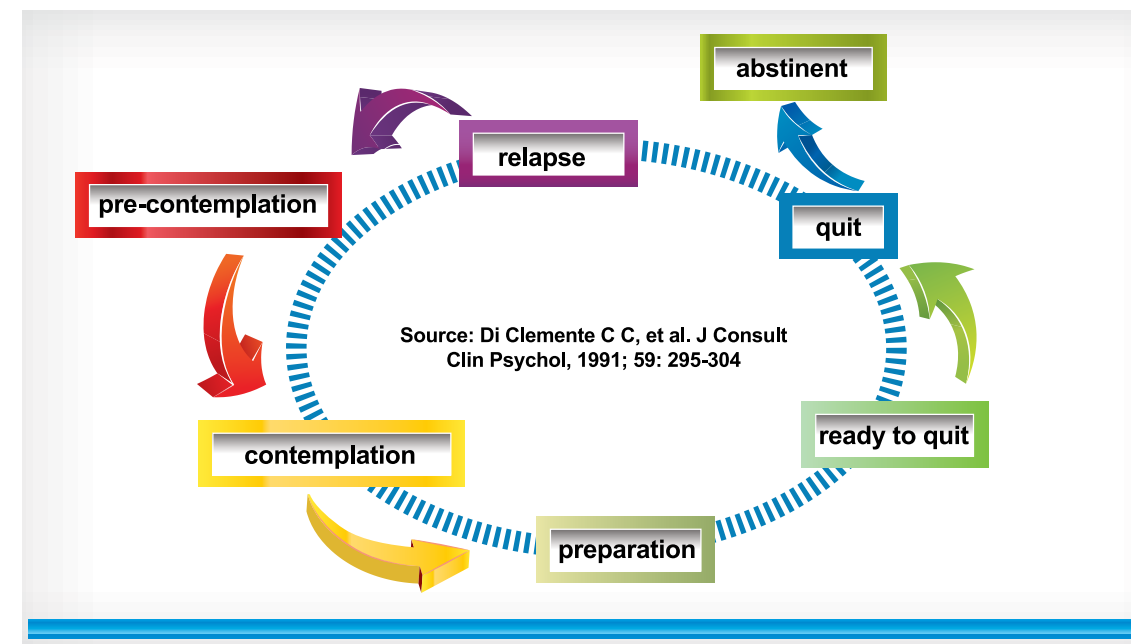 abstinent
relapse
pre-contemplation
quit
Source: Di Clemente C C, et al. J Consult
Clin Psychol, 1991; 59: 295-304
ready to quit
contemplation
preparation